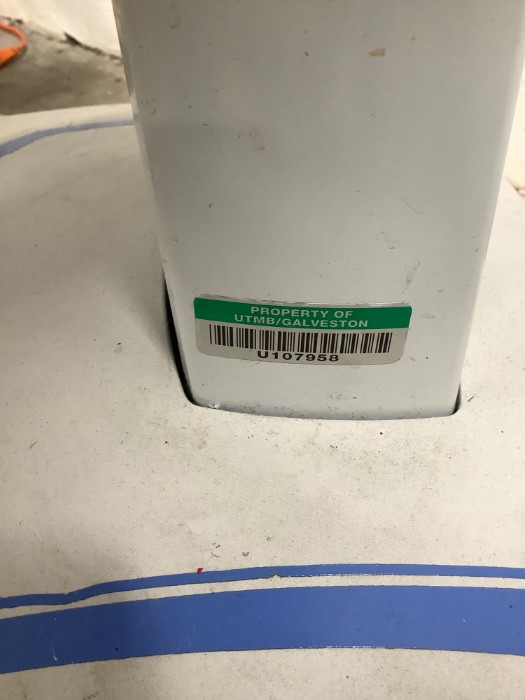 PROPERTY OF
UTMB/GALVESTON
U107958